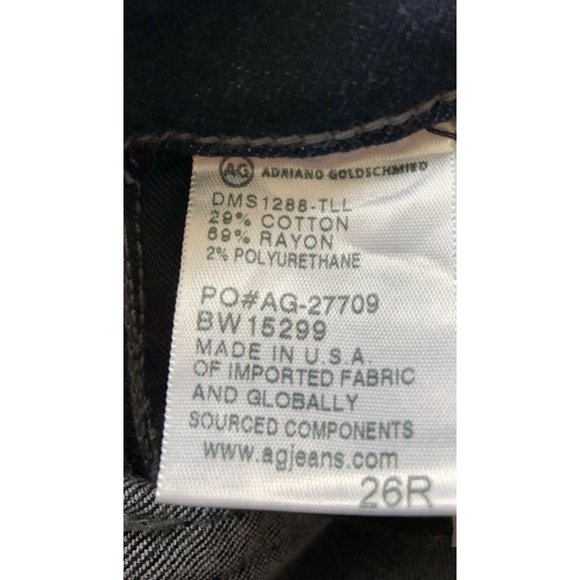 AG ADRIANO GOLDSCHMIED
DMS1288-TLL
29% COTTON
69% RAYON
2% POLYURETHANE
PO#AG-27709
BW15299
MADE IN U.S.A.
OF IMPORTED FABRIC
AND GLOBALLY
SOURCED COMPONENTS
www.agjeans.com
26R